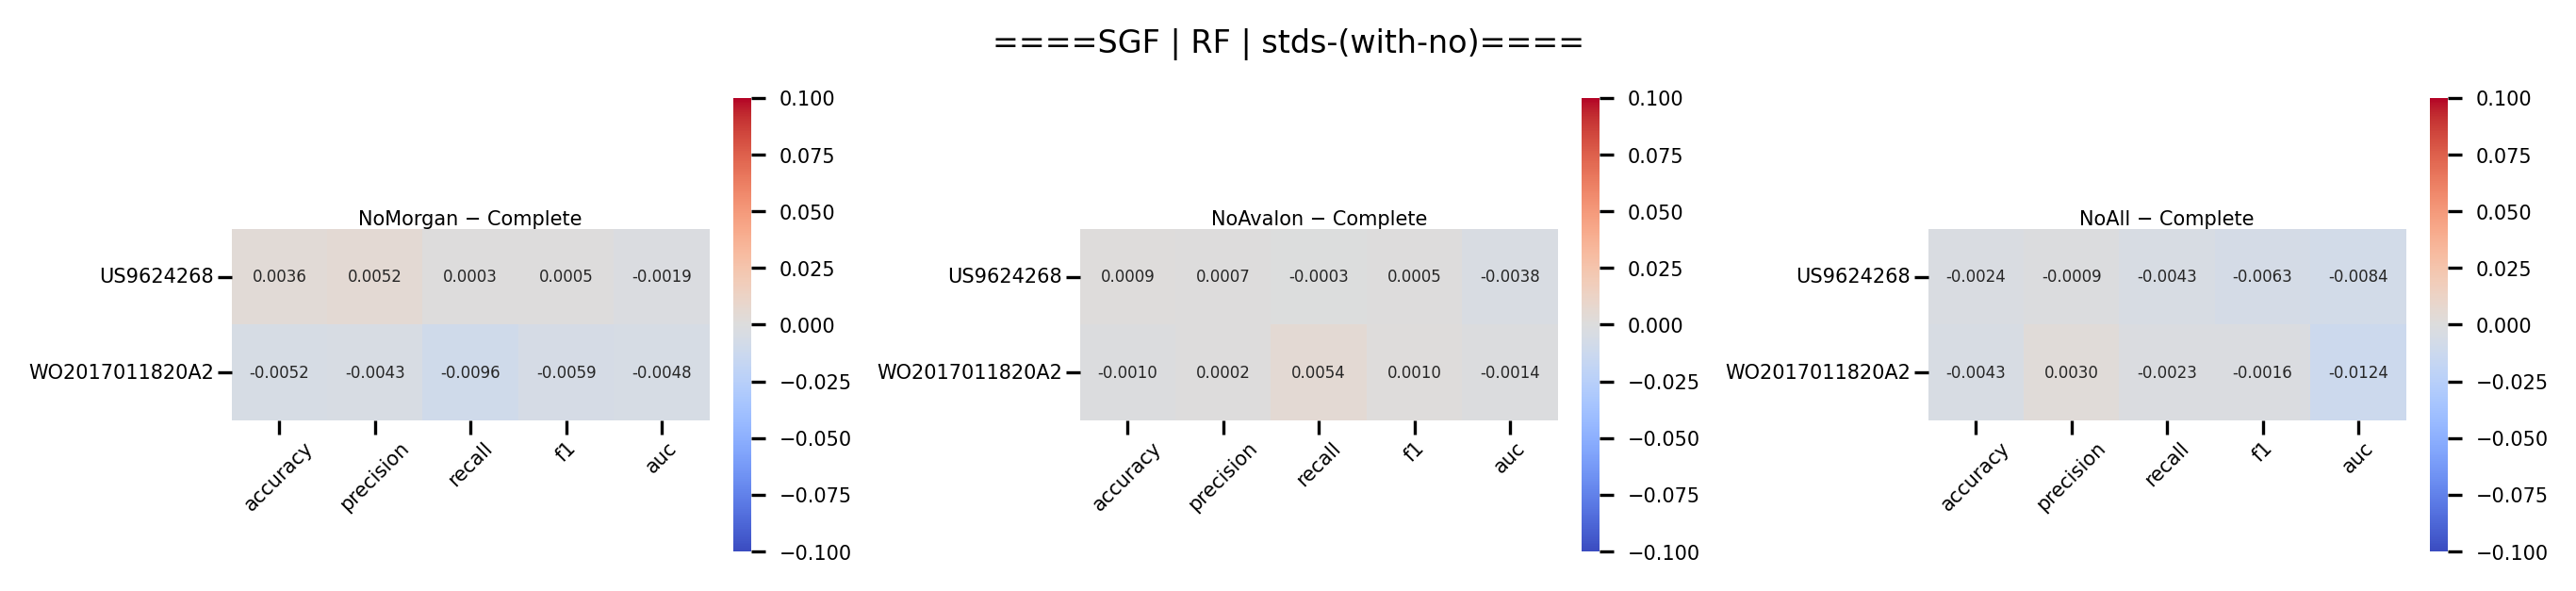 ====SGF | RF | stds-(with-no)====
NoMorgan − Complete
US9624268
0.0036 0.0052 0.0003 0.0005 -0.0019
WO2017011820A2
-0.0052 -0.0043 -0.0096 -0.0059 -0.0048
accuracy precision recall f1 auc
0.100
0.075
0.050
0.025
0.000
−0.025
−0.050
−0.075
−0.100
NoAvalon − Complete
US9624268
0.0009 0.0007 -0.0003 0.0005 -0.0038
WO2017011820A2
-0.0010 0.0002 0.0054 0.0010 -0.0014
accuracy precision recall f1 auc
0.100
0.075
0.050
0.025
0.000
−0.025
−0.050
−0.075
−0.100
NoAll − Complete
US9624268
-0.0024 -0.0009 -0.0043 -0.0063 -0.0084
WO2017011820A2
-0.0043 0.0030 -0.0023 -0.0016 -0.0124
accuracy precision recall f1 auc
0.100
0.075
0.050
0.025
0.000
−0.025
−0.050
−0.075
−0.100